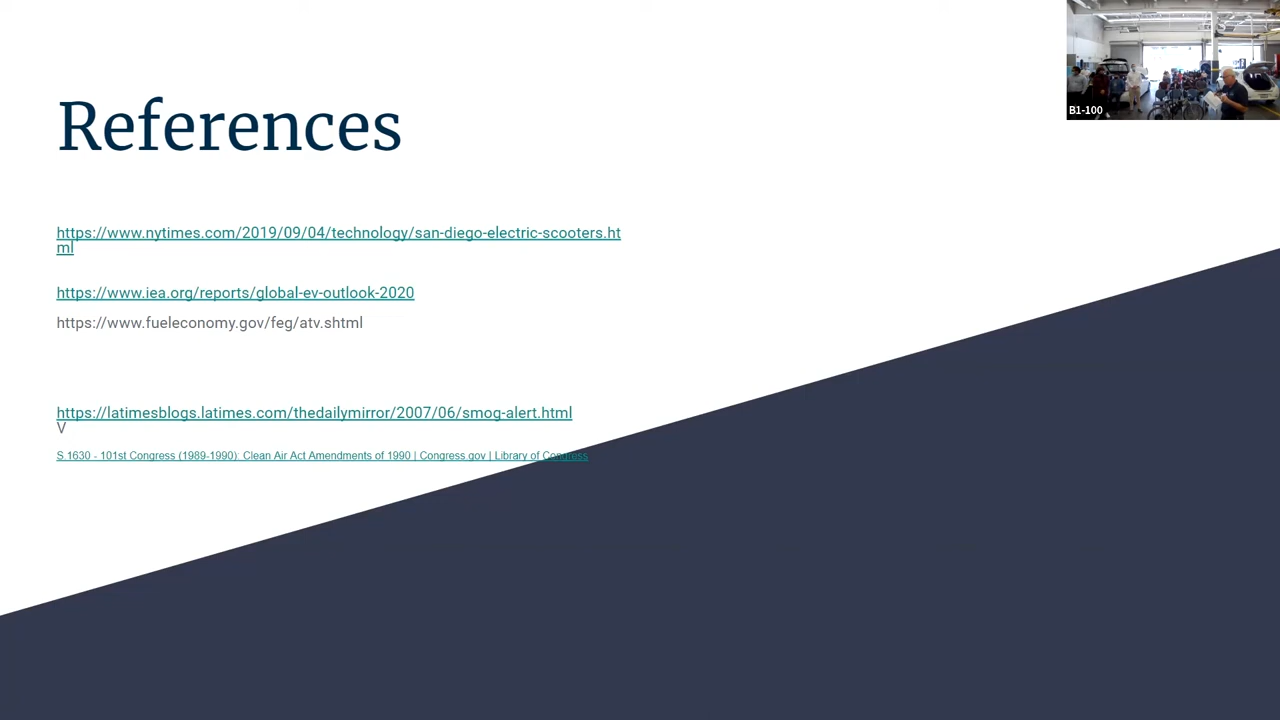 B1-100
References
https://www.nytimes.com/2019/09/04/technology/san-diego-electric-scooters.ht
ml
https://www.iea.org/reports/global-ev-outlook-2020
https://www.fueleconomy.gov/feg/atv.shtml
https://latimesblogs.latimes.com/thedailymirror/2007/06/smog-alert.html
V
S.1630 - 101st Congress (1989-1990): Clean Air Act Amendments of 1990 | Congress.gov | Library of Congress